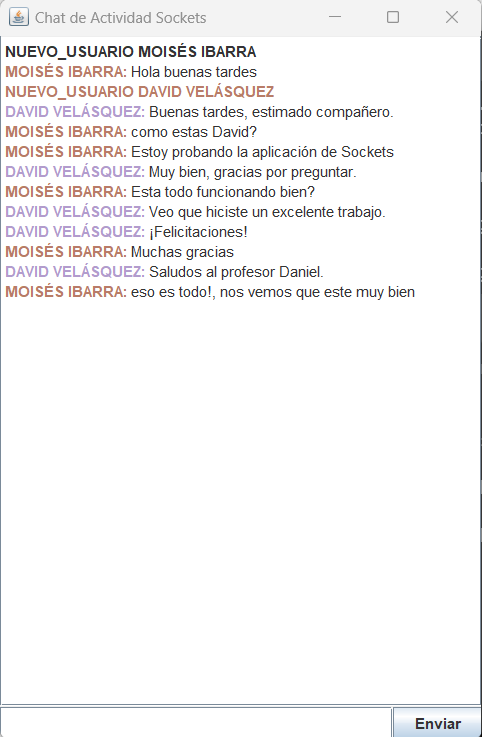 Chat de Actividad Sockets
NUEVO_USUARIO MOISÉS IBARRA
MOISÉS IBARRA: Hola buenas tardes
NUEVO_USUARIO DAVID VELÁSQUEZ
DAVID VELÁSQUEZ: Buenas tardes, estimado compañero.
MOISÉS IBARRA: como estas David?
MOISÉS IBARRA: Estoy probando la aplicación de Sockets
DAVID VELÁSQUEZ: Muy bien, gracias por preguntar.
MOISÉS IBARRA: Esta todo funcionando bien?
DAVID VELÁSQUEZ: Veo que hiciste un excelente trabajo.
DAVID VELÁSQUEZ: ¡Felicitaciones!
MOISÉS IBARRA: Muchas gracias
DAVID VELÁSQUEZ: Saludos al profesor Daniel.
MOISÉS IBARRA: eso es todo!, nos vemos que este muy bien
Enviar